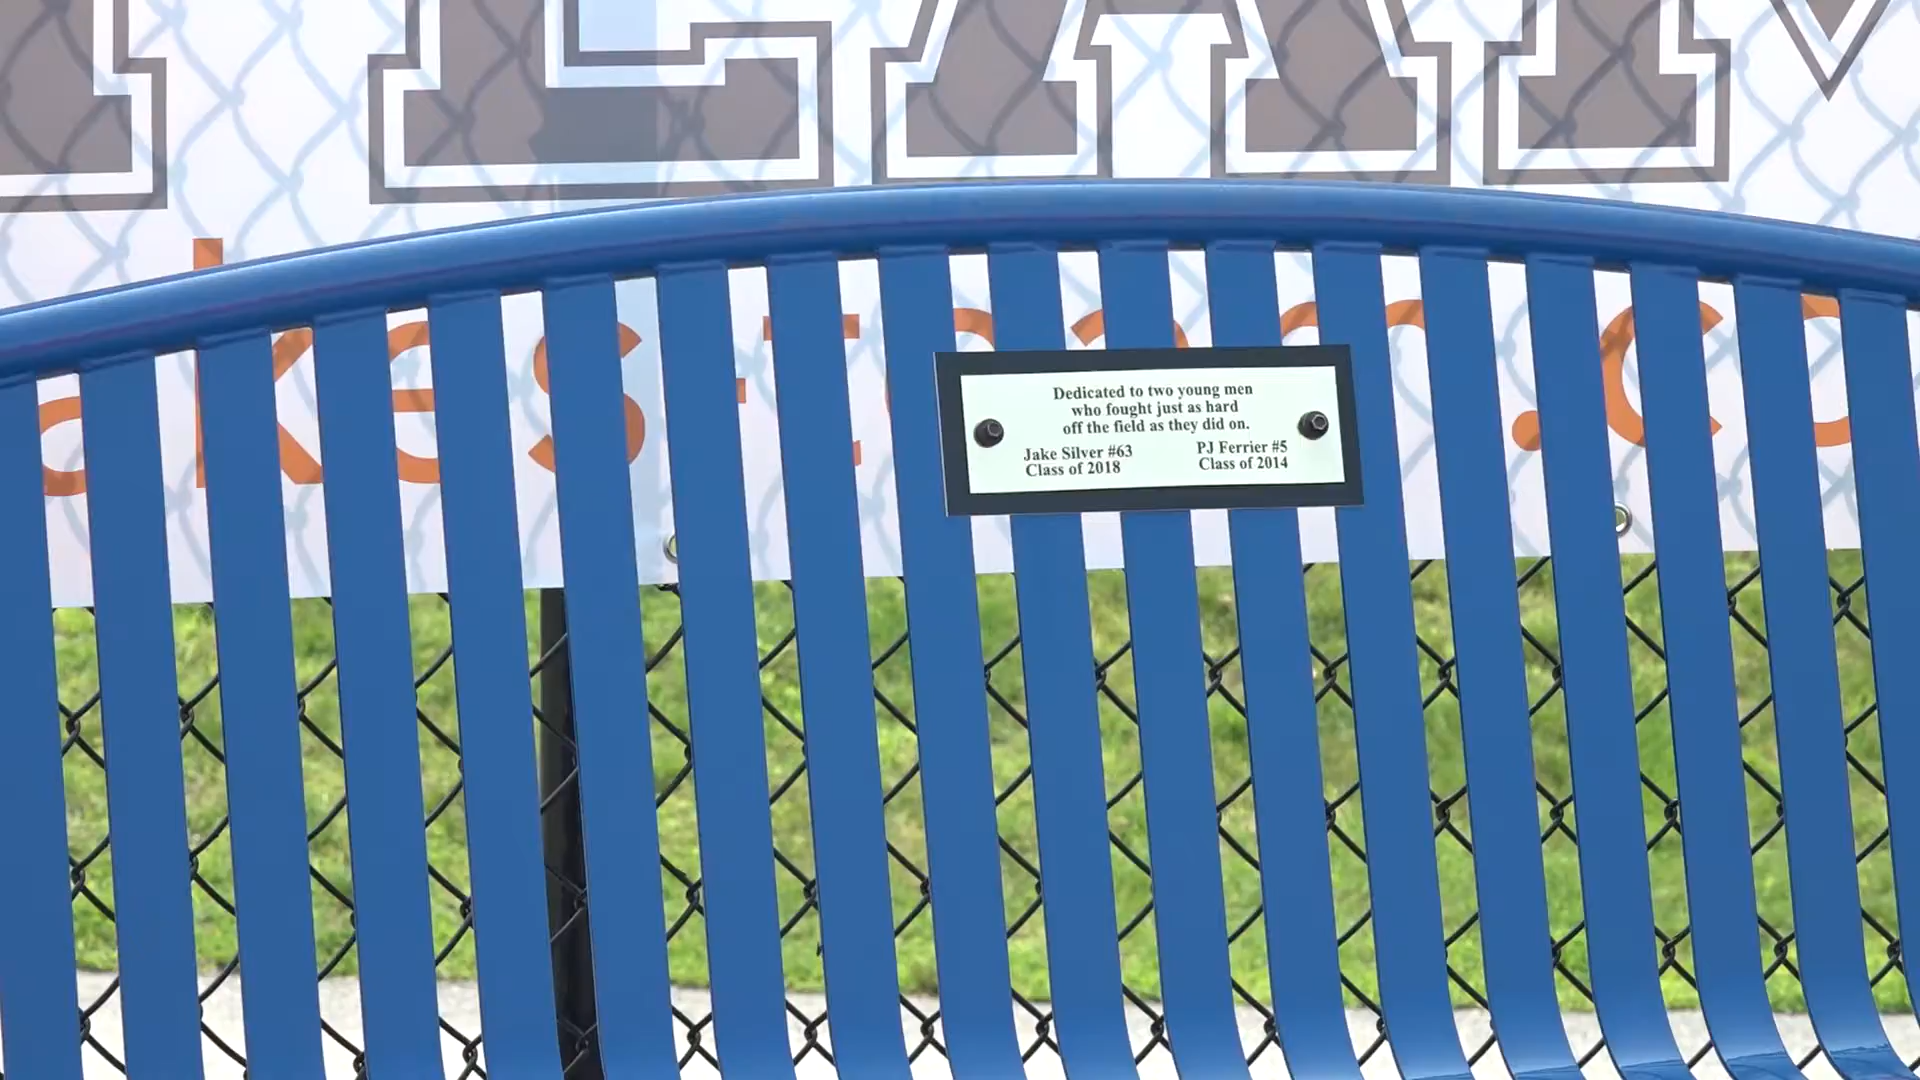 TEAM
Dedicated to two young men
who fought just as hard
off the field as they did on.
Jake Silver #63 PJ Ferrier #5
Class of 2018 Class of 2014